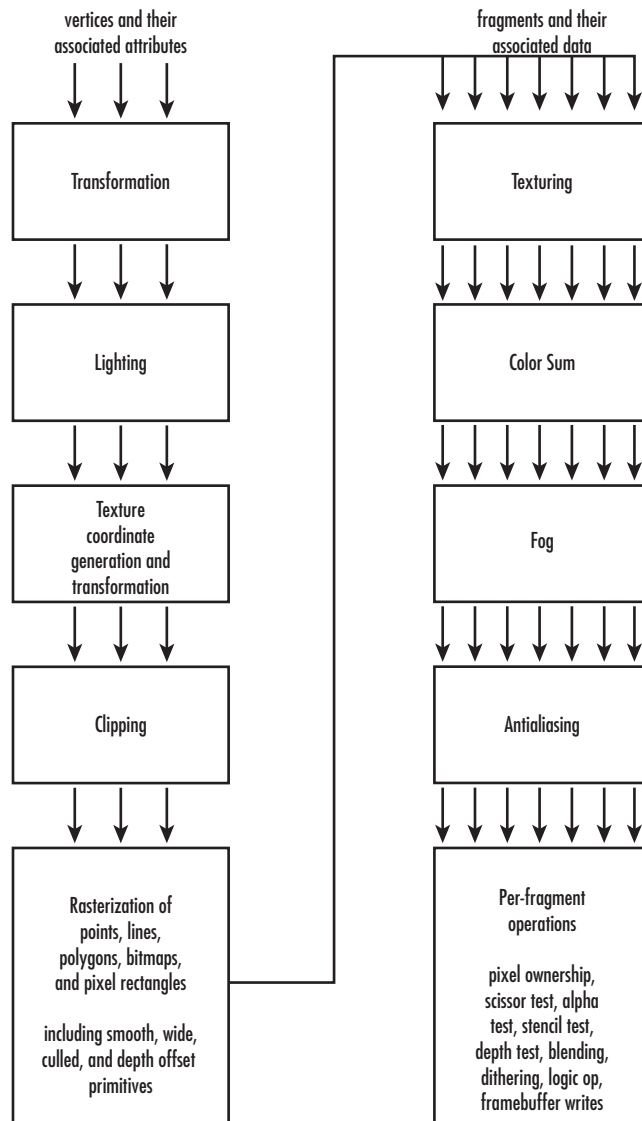 vertices and their
associated attributes
Transformation
Lighting
Texture
coordinate
generation and
transformation
Clipping
Rasterization of
points, lines,
polygons, bitmaps,
and pixel rectangles
including smooth, wide,
culled, and depth offset
primitives
fragments and their
associated data
Texturing
Color Sum
Fog
Antialiasing
Per-fragment
operations
pixel ownership,
scissor test, alpha
test, stencil test,
depth test, blending,
dithering, logic op,
framebuffer writes